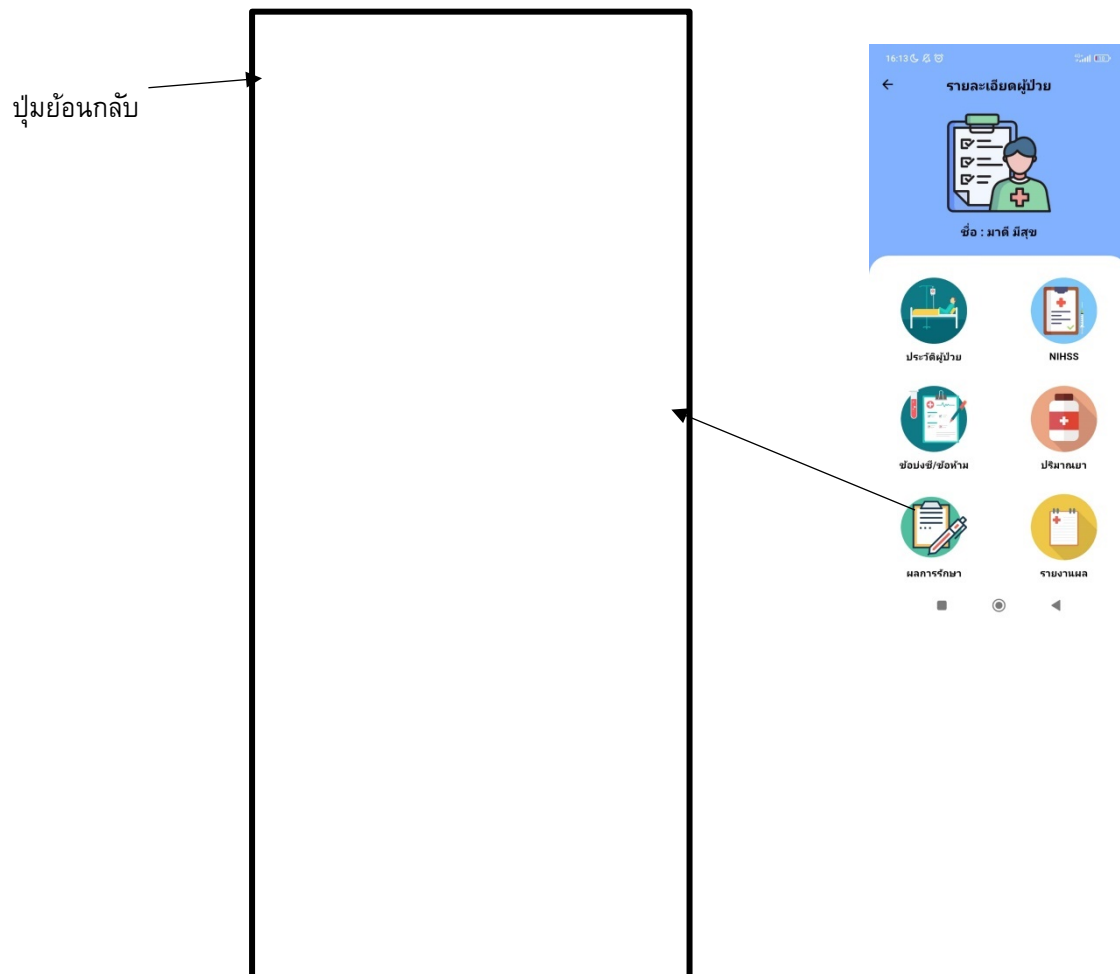 ปุ่มย้อนกลับ
16:13
รายละเอียดผู้ป่วย
ชื่อ : มาดี มีสุข
ประวัติผู้ป่วย
NIHSS
ข้อบ่งชี้/ข้อห้าม
ปริมาณยา
ผลการรักษา
รายงานผล